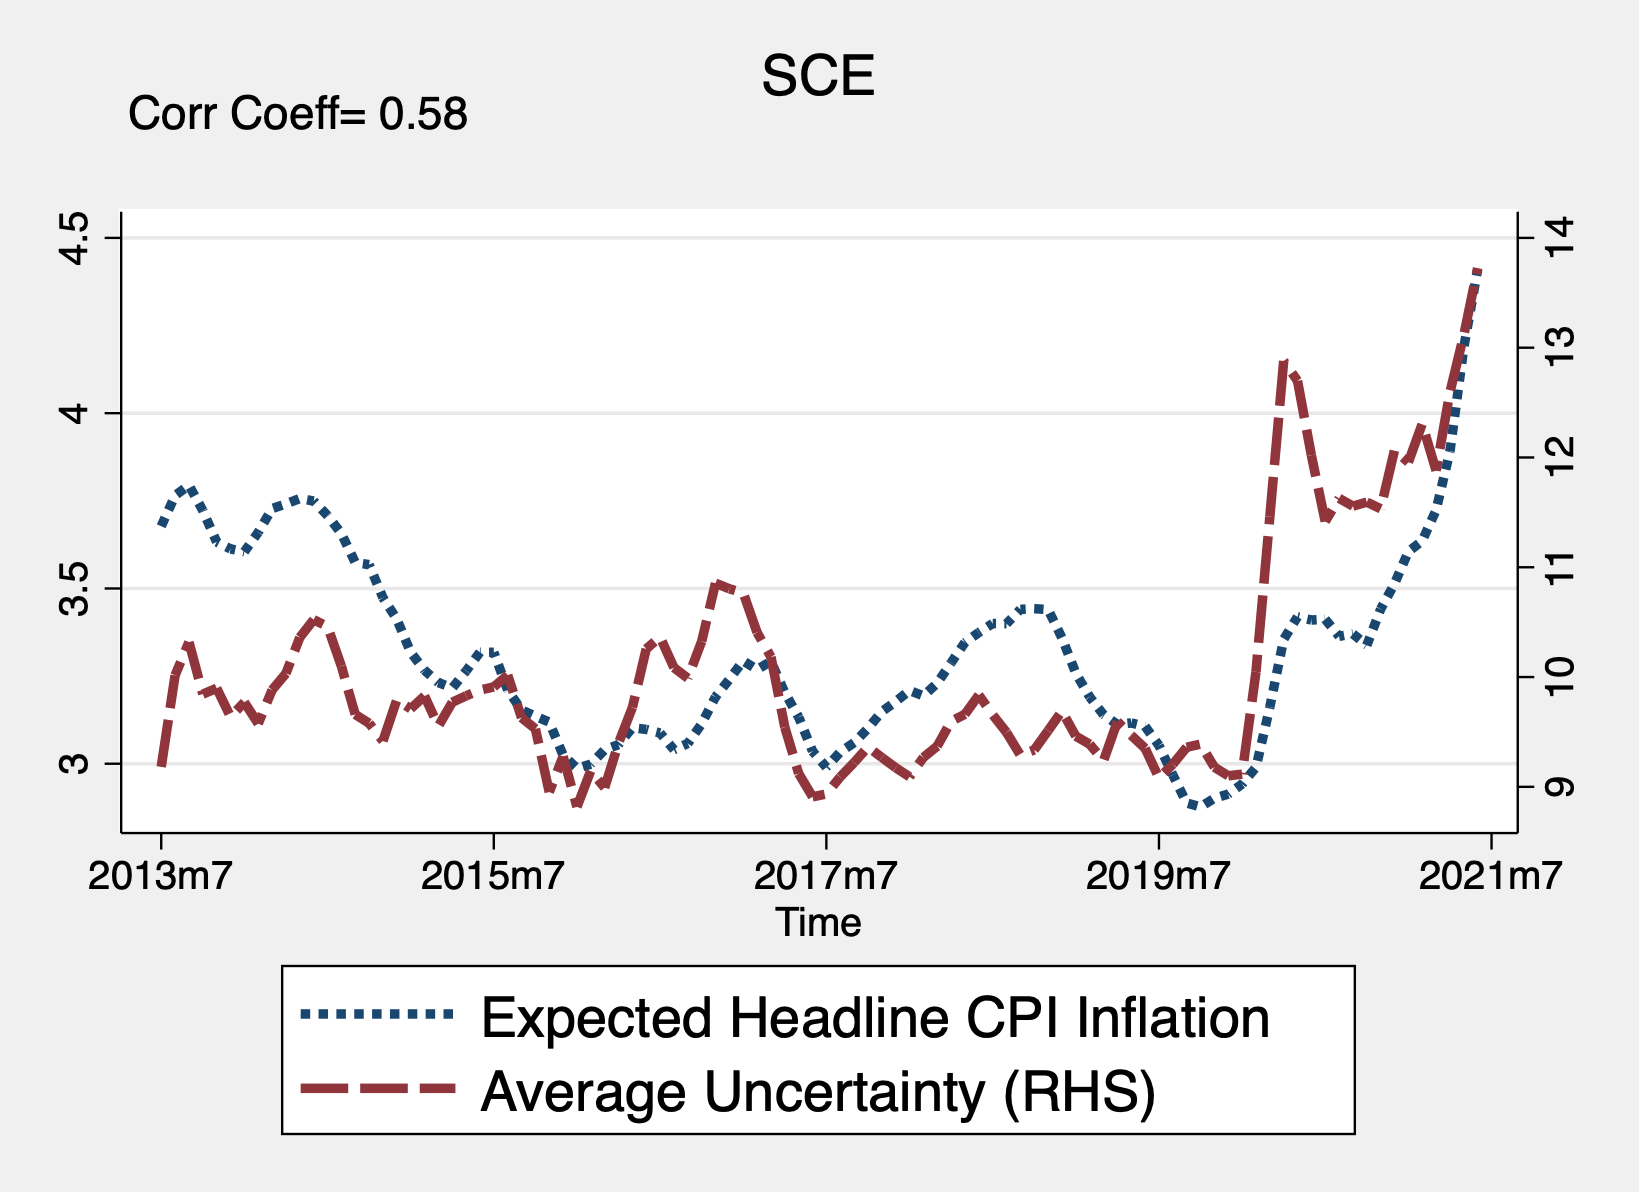 SCE
Corr Coeff= 0.58
4.5
4
3.5
3
14
13
12
11
10
9
2013m7 2015m7 2017m7 2019m7 2021m7
Time
Expected Headline CPI Inflation
Average Uncertainty (RHS)